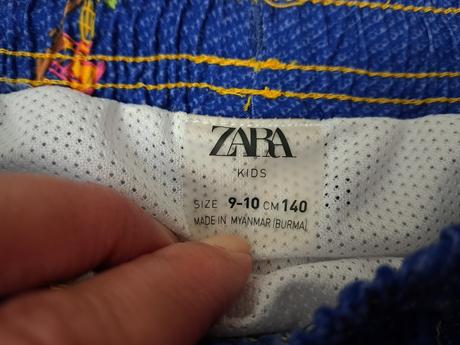 ZARA
KIDS
SIZE 9-10 CM 140
MADE IN MYANMAR (BURMA)